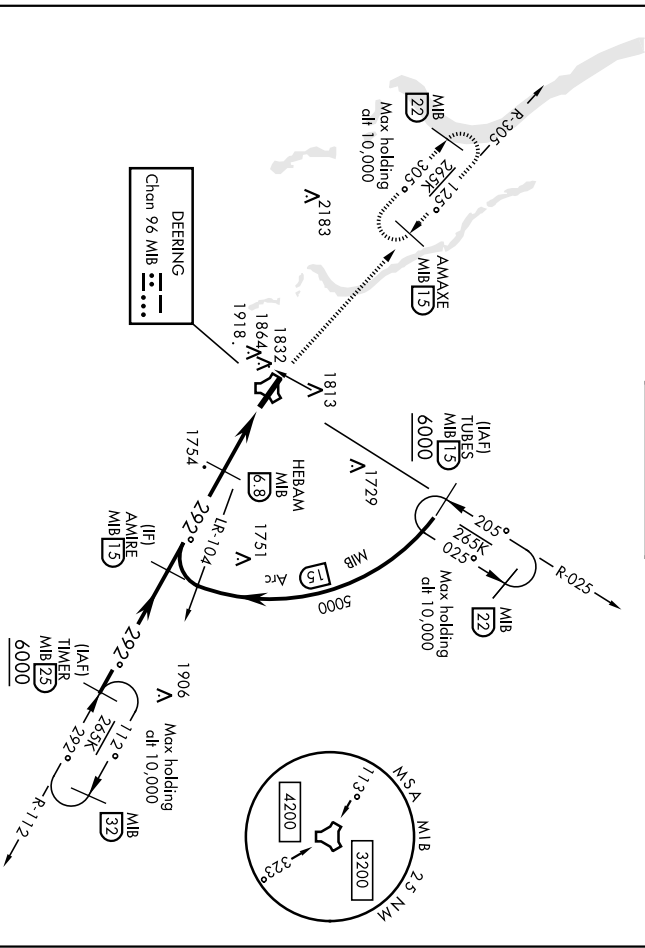 R-305
MIB
22
Max holding
alt 10,000
305°
265K
125°
AMAXE
MIB 15
2183
DEERING
Chan 96 MIB
1918
1864
1832
1813
1754
HEBAM
MIB
6.8
1729
(IAF)
TUBES
MIB 15
6000
205°
265K
025°
Max holding
alt 10,000
MIB
22
R-025
MIB
15
Arc
5000
1751
LR-104
292°
(IF)
AMIRE
MIB 15
292°
(IAF)
TIMER
MIB 25
6000
1906
Max holding
alt 10,000
112°
265K
292°
MIB
32
R-112
MSA MIB 25 NM
113°
4200
3200
323°